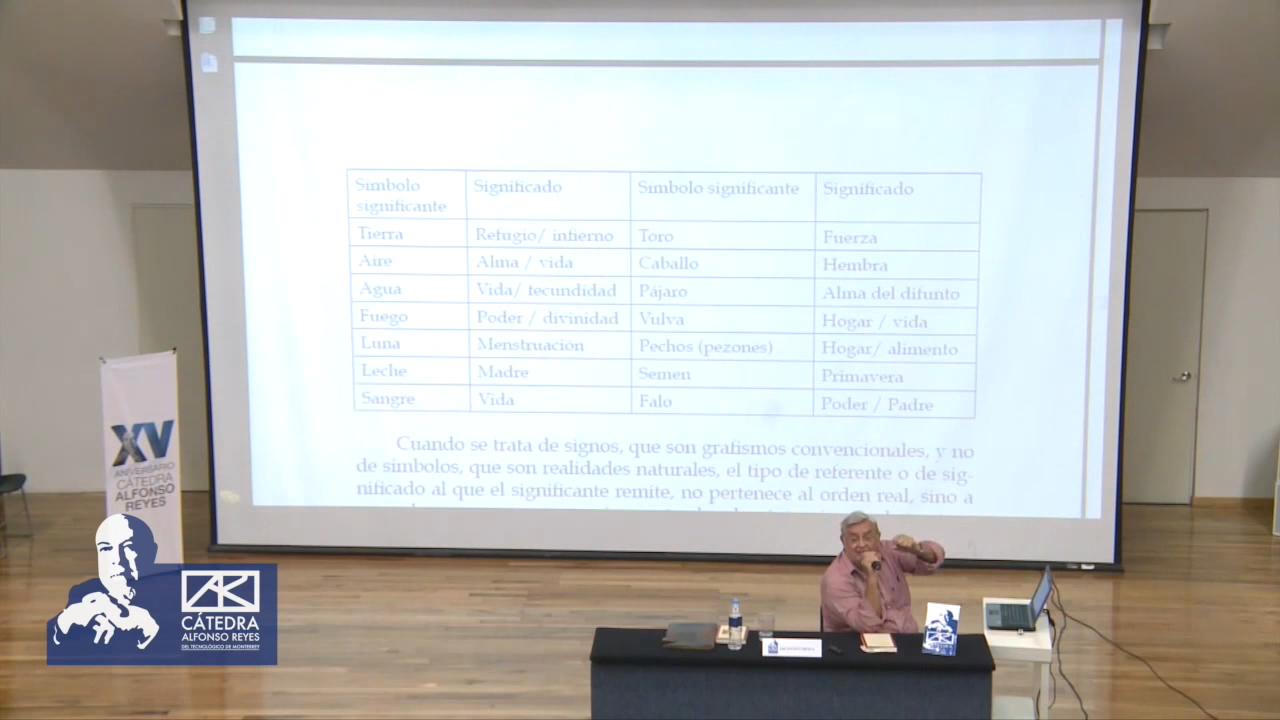 Simbolo significante Significado Simbolo significante Significado
Tierra Refugio/ infierno Toro Fuerza
Aire Alma / vida Caballo Hembra
Agua Vida/ fecundidad Pájaro Alma del difunto
Fuego Poder / divinidad Vulva Hogar / vida
Luna Menstruación Pechos (pezones) Hogar/ alimento
Leche Madre Semen Primavera
Sangre Vida Falo Poder / Padre
Cuando se trata de signos, que son grafismos convencionales, y no
de simbolos, que son realidades naturales, el tipo de referente o de sig-
nificado al que el significante remite, no pertenece al orden real, sino a
XV
ANIVERSARIO
CÁTEDRA
ALFONSO
REYES
CÁTEDRA
ALFONSO REYES
DEL TECNOLÓGICO DE MONTERREY